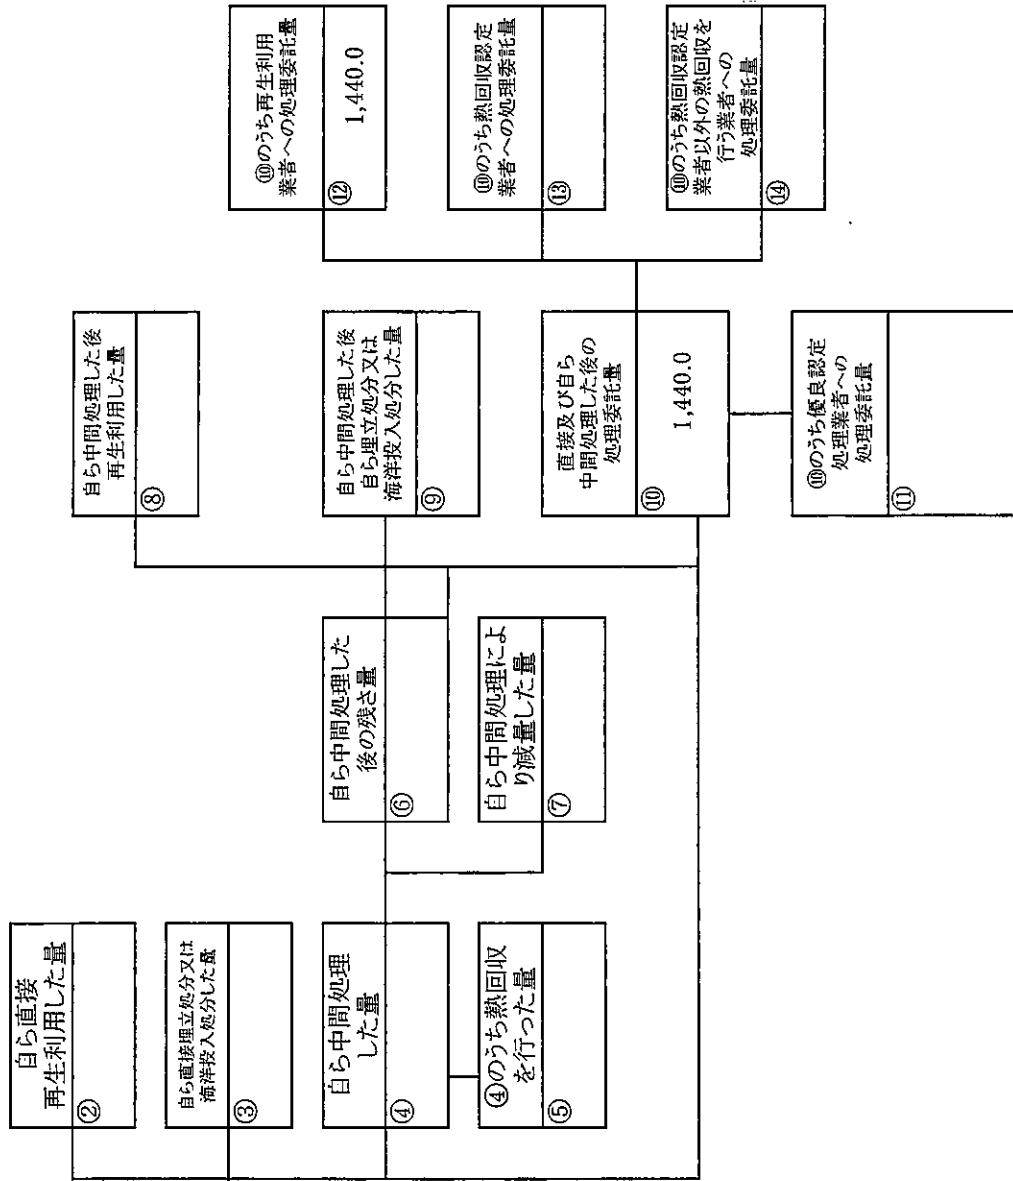 自ら直接
再生利用した量
②
自ら直接埋立処分又は
海洋投入処分した量
③
自ら中間処理
した量
④
④のうち熱回収
を行った量
⑤
自ら中間処理した
後の残さ量
⑥
自ら中間処理によ
り減量した量
⑦
自ら中間処理した後
再生利用した量
⑧
自ら中間処理した後
自ら埋立処分又は
海洋投入処分した量
⑨
直接及び自ら
中間処理した後の
処理委託量
⑩
1,440.0
⑩のうち優良認定
処理業者への
処理委託量
⑪
⑩のうち再生利用
業者への処理委託量
⑫
1,440.0
⑩のうち熱回収認定
業者への処理委託量
⑬
⑩のうち熱回収認定
業者以外の熱回収を
行う業者への
処理委託量
⑭